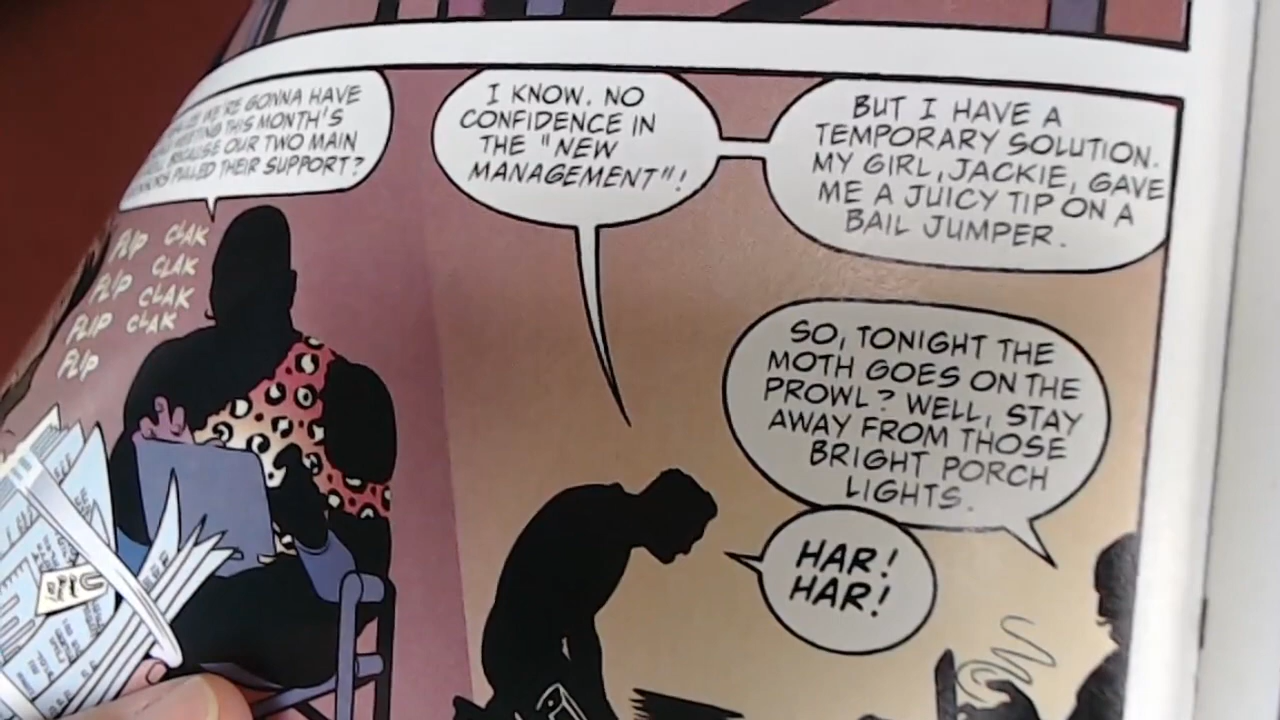 WE'RE GONNA HAVE
MEETING THIS MONTH'S
BECAUSE OUR TWO MAIN
PULLED THEIR SUPPORT?
I KNOW. NO
CONFIDENCE IN
THE "NEW
MANAGEMENT"!
BUT I HAVE A
TEMPORARY SOLUTION.
MY GIRL, JACKIE, GAVE
ME A JUICY TIP ON A
BAIL JUMPER.
FLIP CLAK
CLAK
FLIP CLAK
FLIP CLAK
FLIP
SO, TONIGHT THE
MOTH GOES ON THE
PROWL? WELL, STAY
AWAY FROM THOSE
BRIGHT PORCH
LIGHTS.
HAR!
HAR!